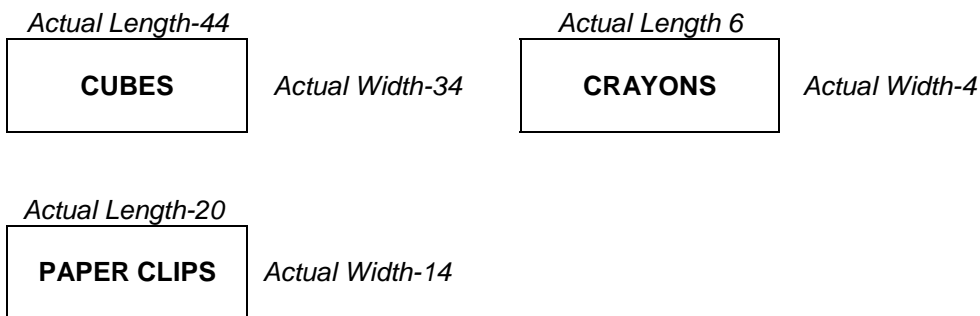 Actual Length-44
CUBES
Actual Width-34
Actual Length 6
CRAYONS
Actual Width-4
Actual Length-20
PAPER CLIPS
Actual Width-14